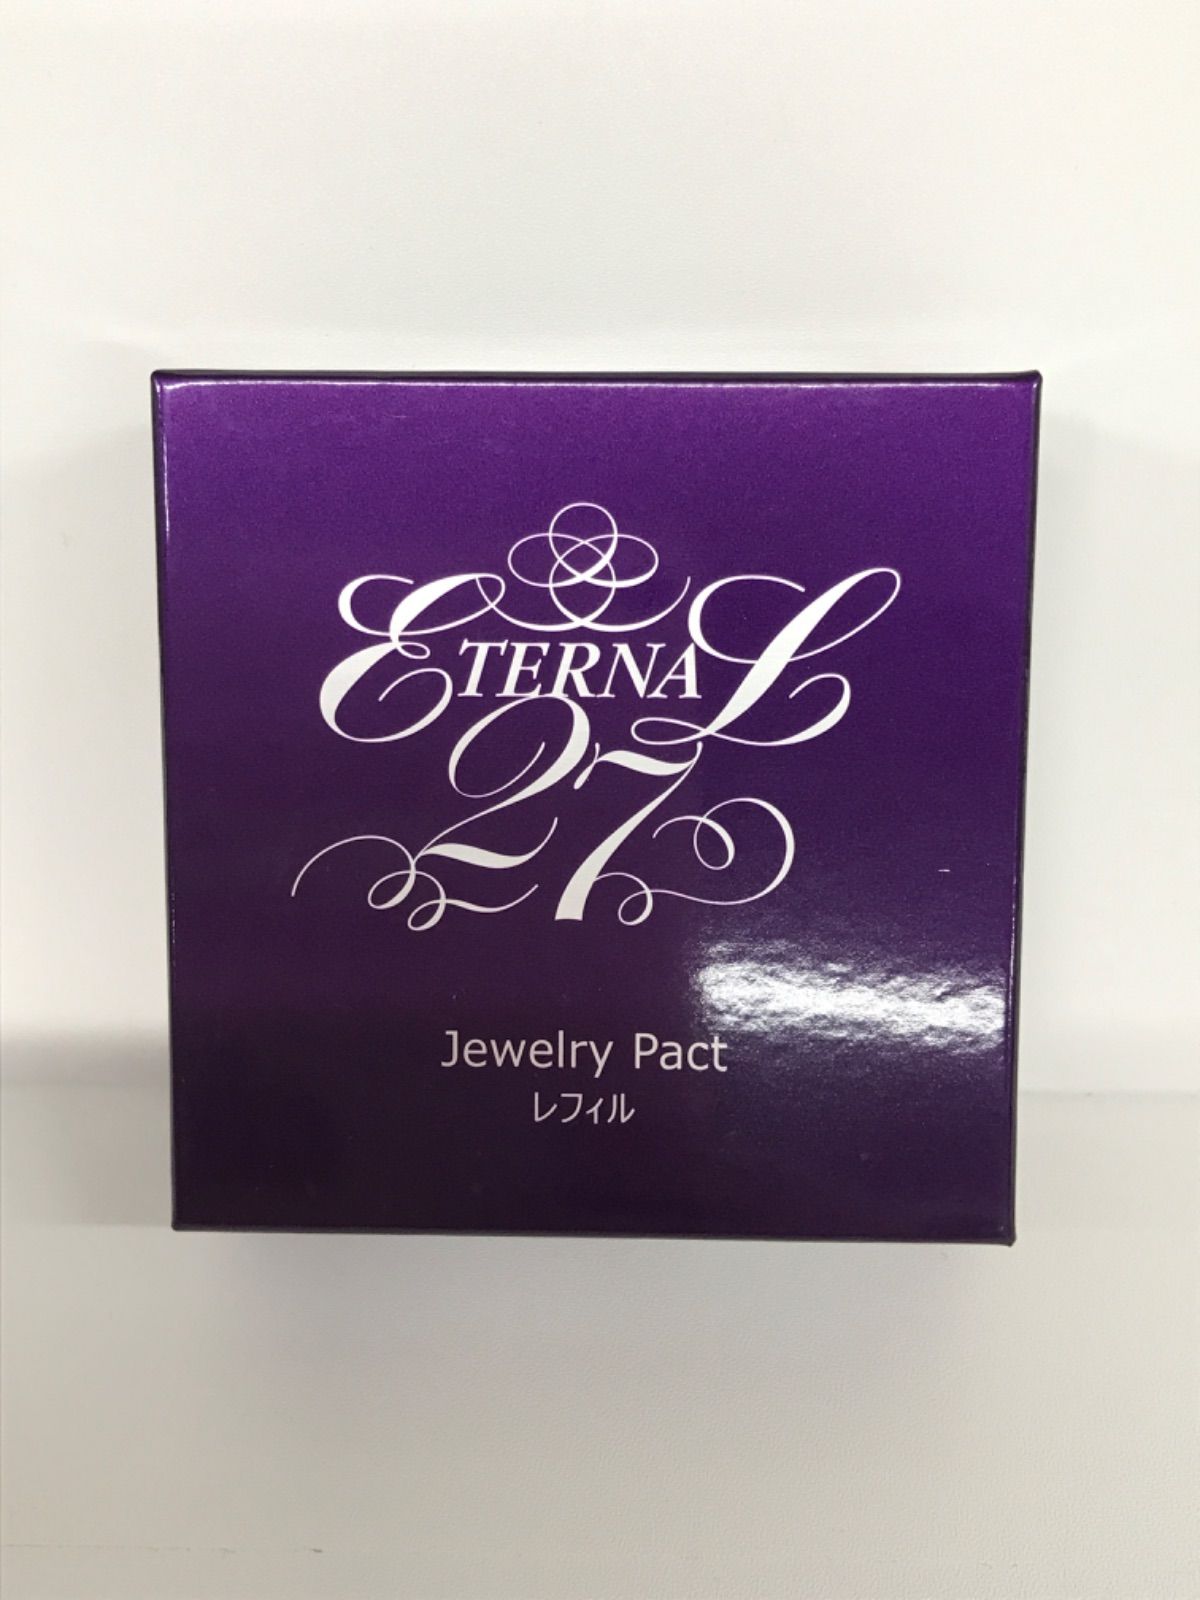 ETERNAL
27
Jewelry Pact
レフィル